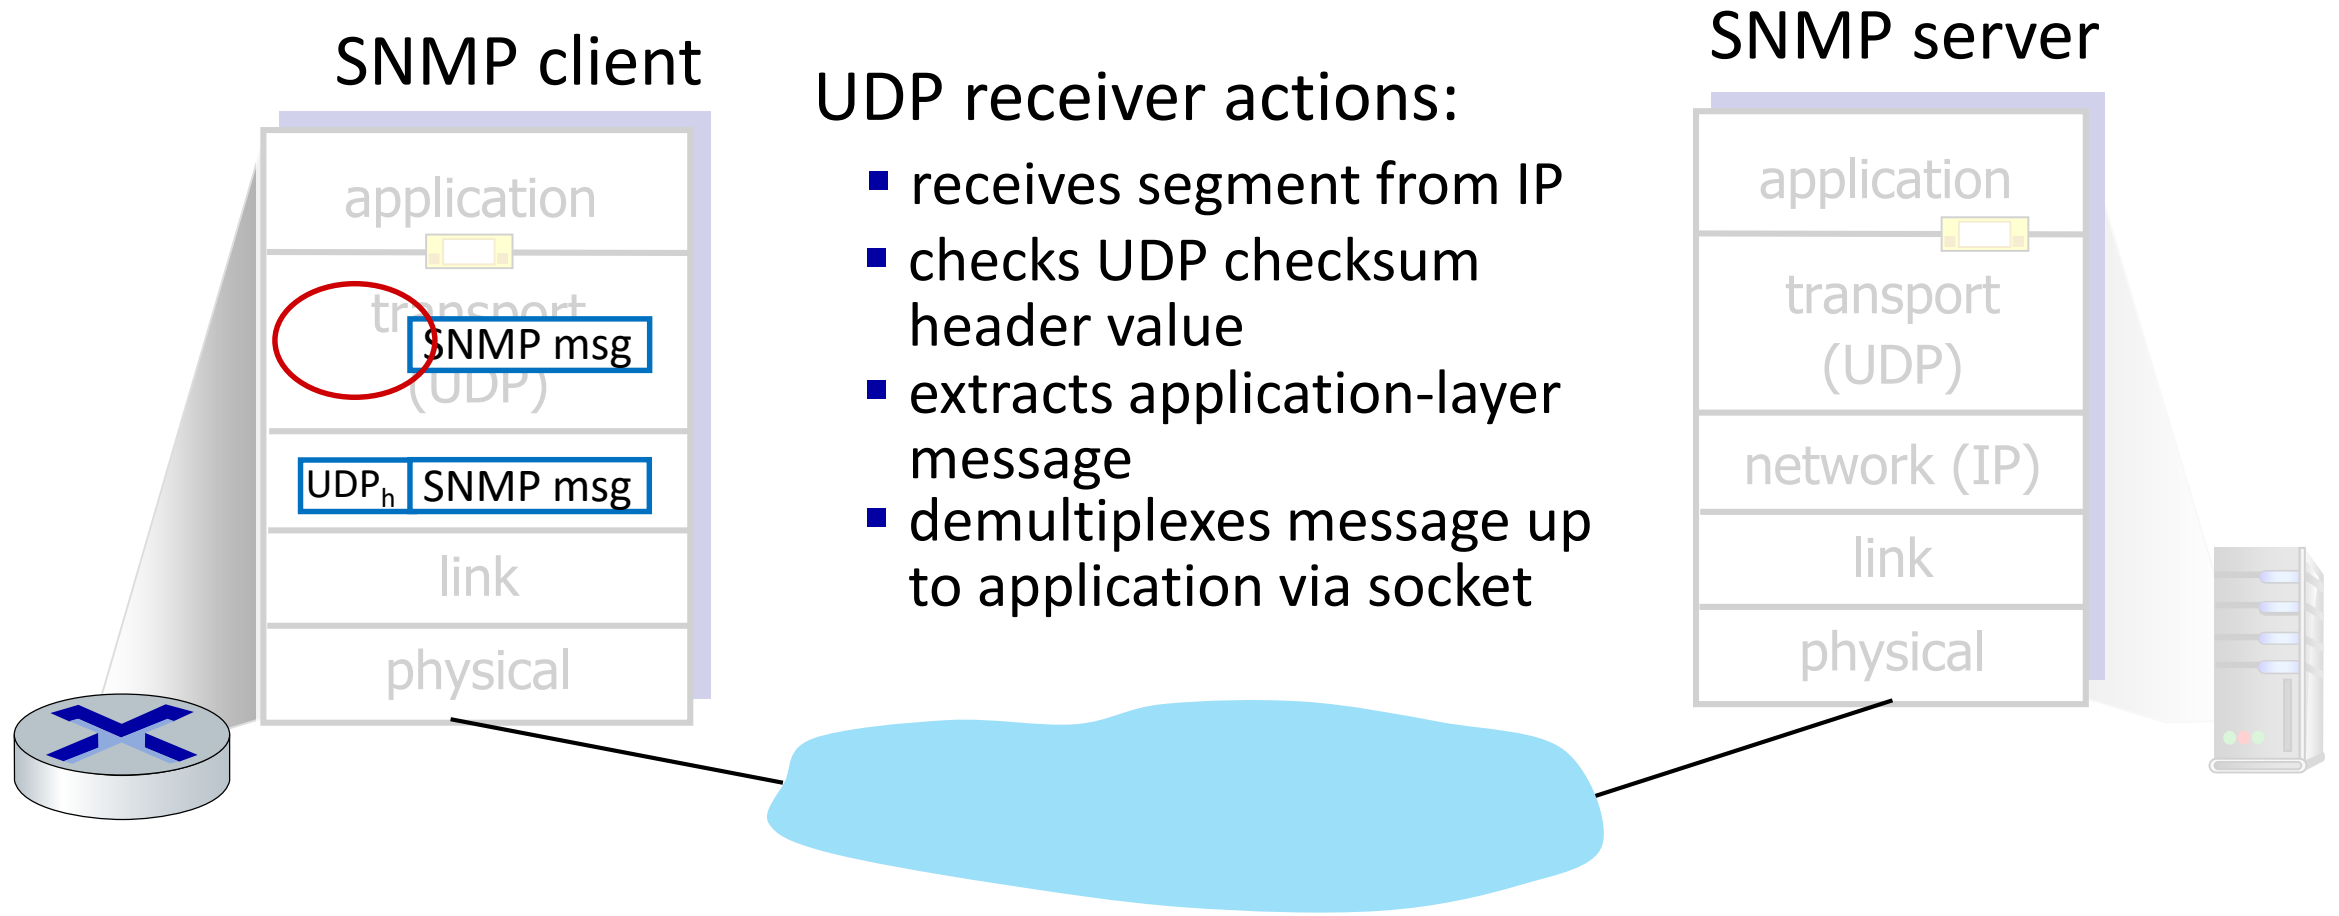 SNMP client
application
transport
SNMP msg
(UDP)
UDPh SNMP msg
link
physical
UDP receiver actions:
receives segment from IP
checks UDP checksum
header value
extracts application-layer
message
demultiplexes message up
to application via socket
SNMP server
application
transport
(UDP)
network (IP)
link
physical